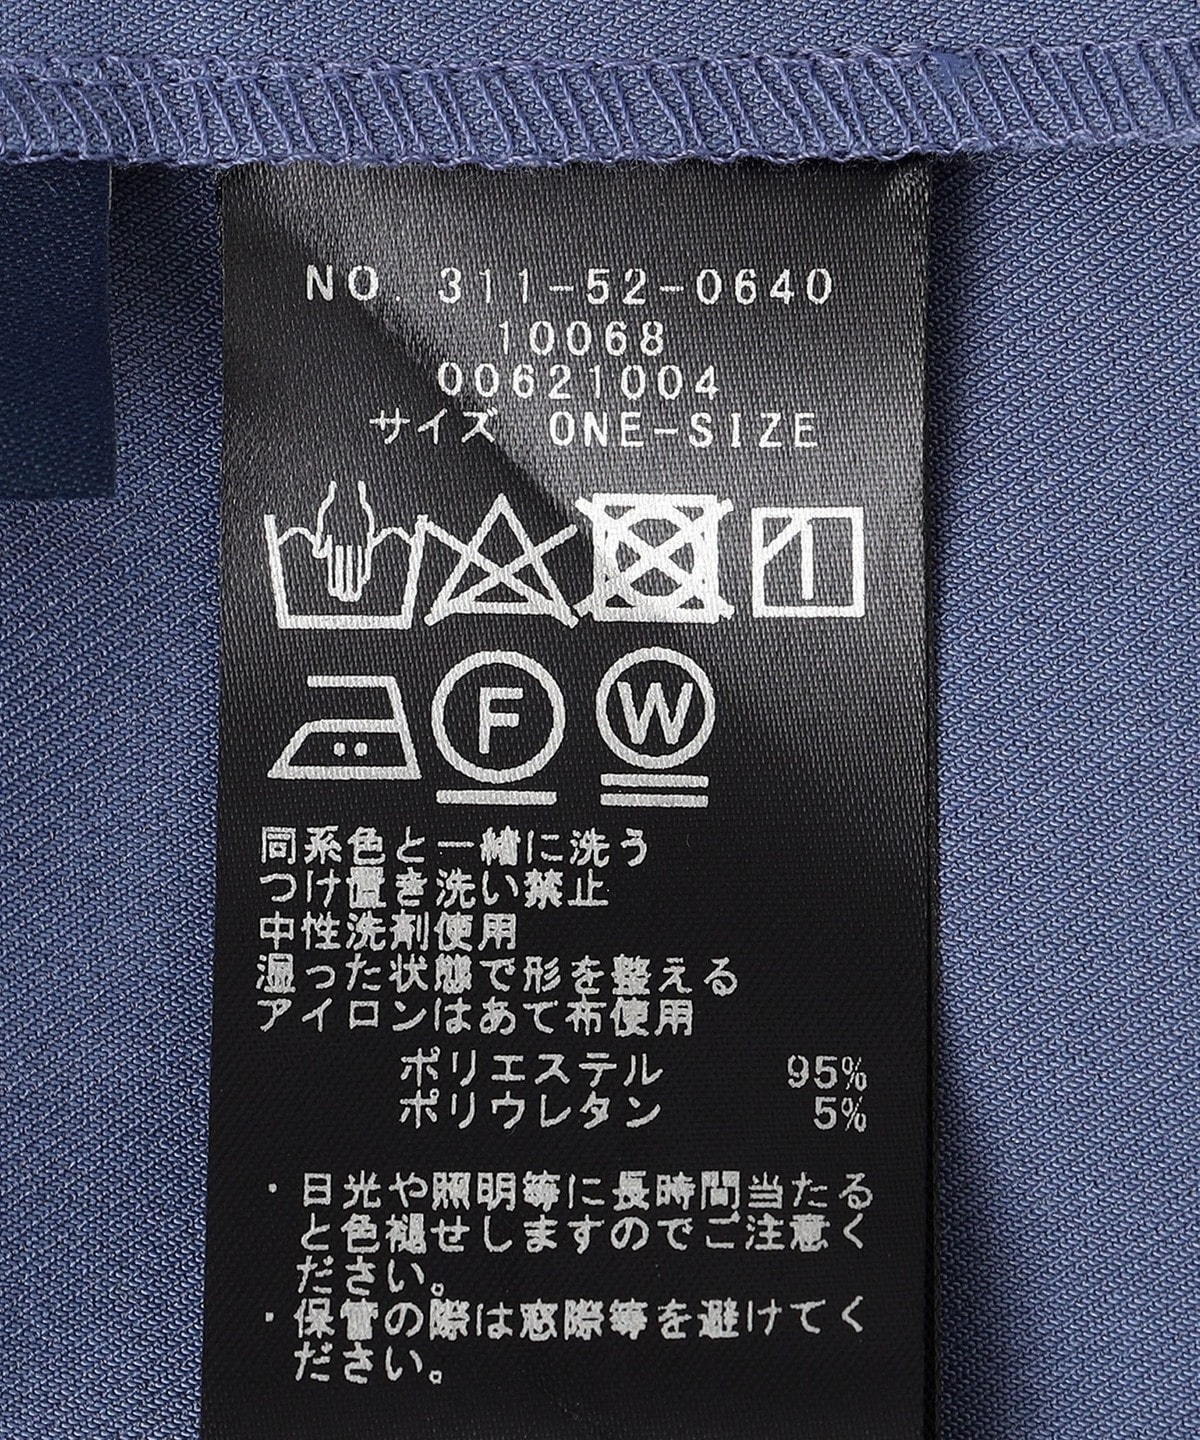 NO. 311-52-0640
10068
00621004
サイズ ONE-SIZE
F W
同系色と一緒に洗う
つけ置き洗い禁止
中性洗剤使用
湿った状態で形を整える
アイロンはあて布使用
ポリエステル 95%
ポリウレタン 5%
・日光や照明等に長時間当たる
と色褪せしますのでご注意く
ださい。
・保管の際は窓際等を避けてく
ださい。